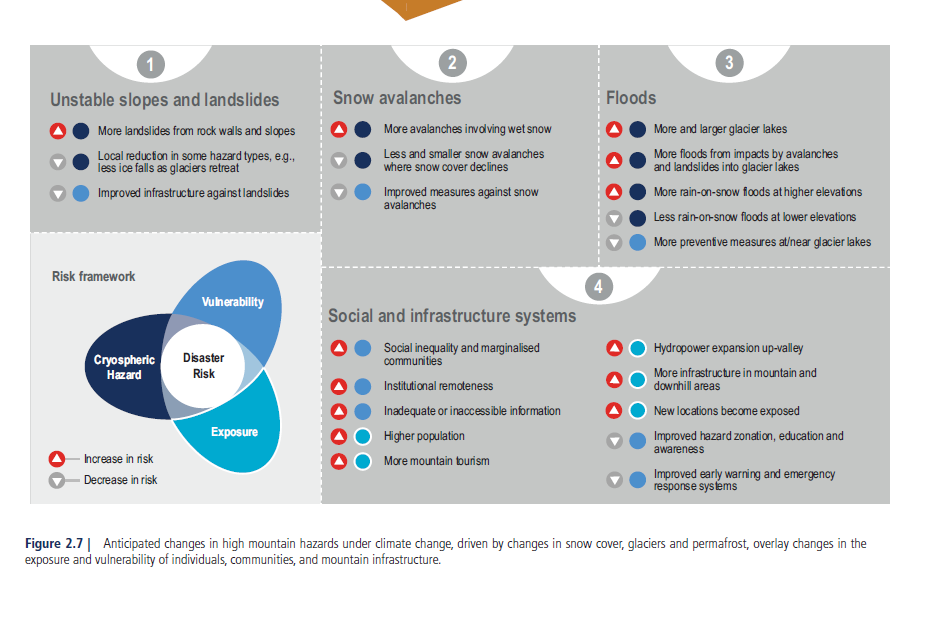 1
Unstable slopes and landslides
More landslides from rock walls and slopes
Local reduction in some hazard types, e.g.,
less ice falls as glaciers retreat
Improved infrastructure against landslides
2
Snow avalanches
More avalanches involving wet snow
Less and smaller snow avalanches
where snow cover declines
Improved measures against snow
avalanches
3
Floods
More and larger glacier lakes
More floods from impacts by avalanches
and landslides into glacier lakes
More rain-on-snow floods at higher elevations
Less rain-on-snow floods at lower elevations
More preventive measures at/near glacier lakes
Risk framework
Vulnerability
Cryospheric
Hazard
Disaster
Risk
Exposure
Increase in risk
Decrease in risk
4
Social and infrastructure systems
Social inequality and marginalised
communities
Institutional remoteness
Inadequate or inaccessible information
Higher population
More mountain tourism
Hydropower expansion up-valley
More infrastructure in mountain and
downhill areas
New locations become exposed
Improved hazard zonation, education and
awareness
Improved early warning and emergency
response systems
Figure 2.7 | Anticipated changes in high mountain hazards under climate change, driven by changes in snow cover, glaciers and permafrost, overlay changes in the
exposure and vulnerability of individuals, communities, and mountain infrastructure.